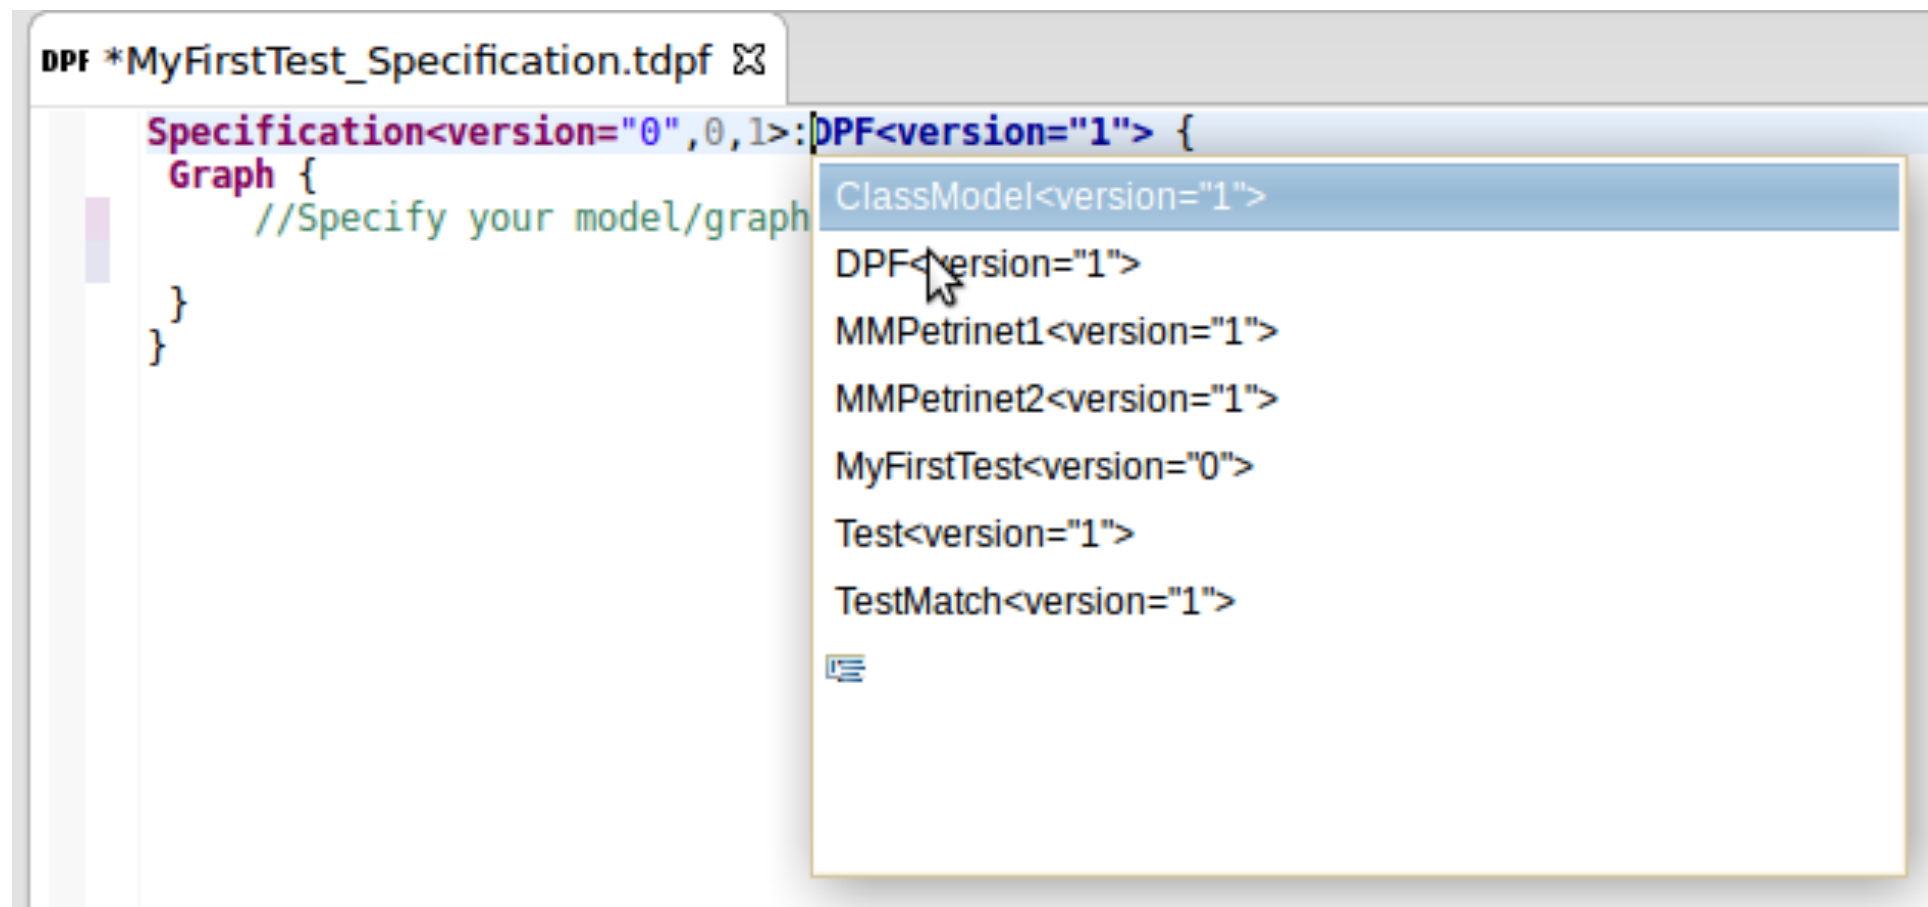 DPF *MyFirstTest_Specification.tdpf
Specification<version="0",0,1>:DPF<version="1"> {
Graph {
//Specify your model/graph
}
}
ClassModel<version="1">
DPF<version="1">
MMPetrinet1<version="1">
MMPetrinet2<version="1">
MyFirstTest<version="0">
Test<version="1">
TestMatch<version="1">